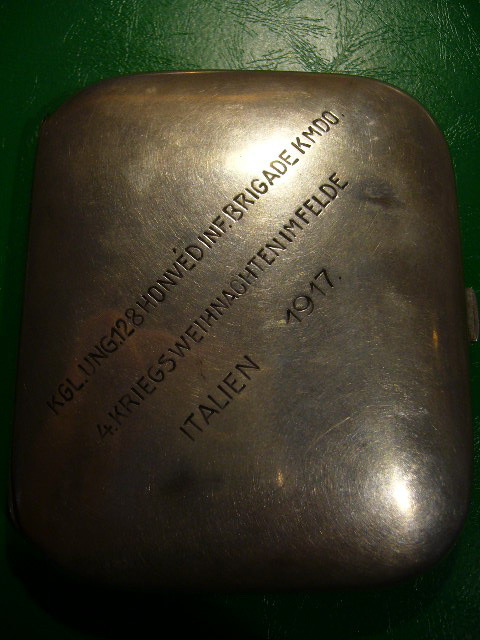 KGL. UNG. 128 HONVÉD INF. BRIGADE KMDO.
4. KRIEGSWEIHNACHTEN IM FELDE
ITALIEN 1917.